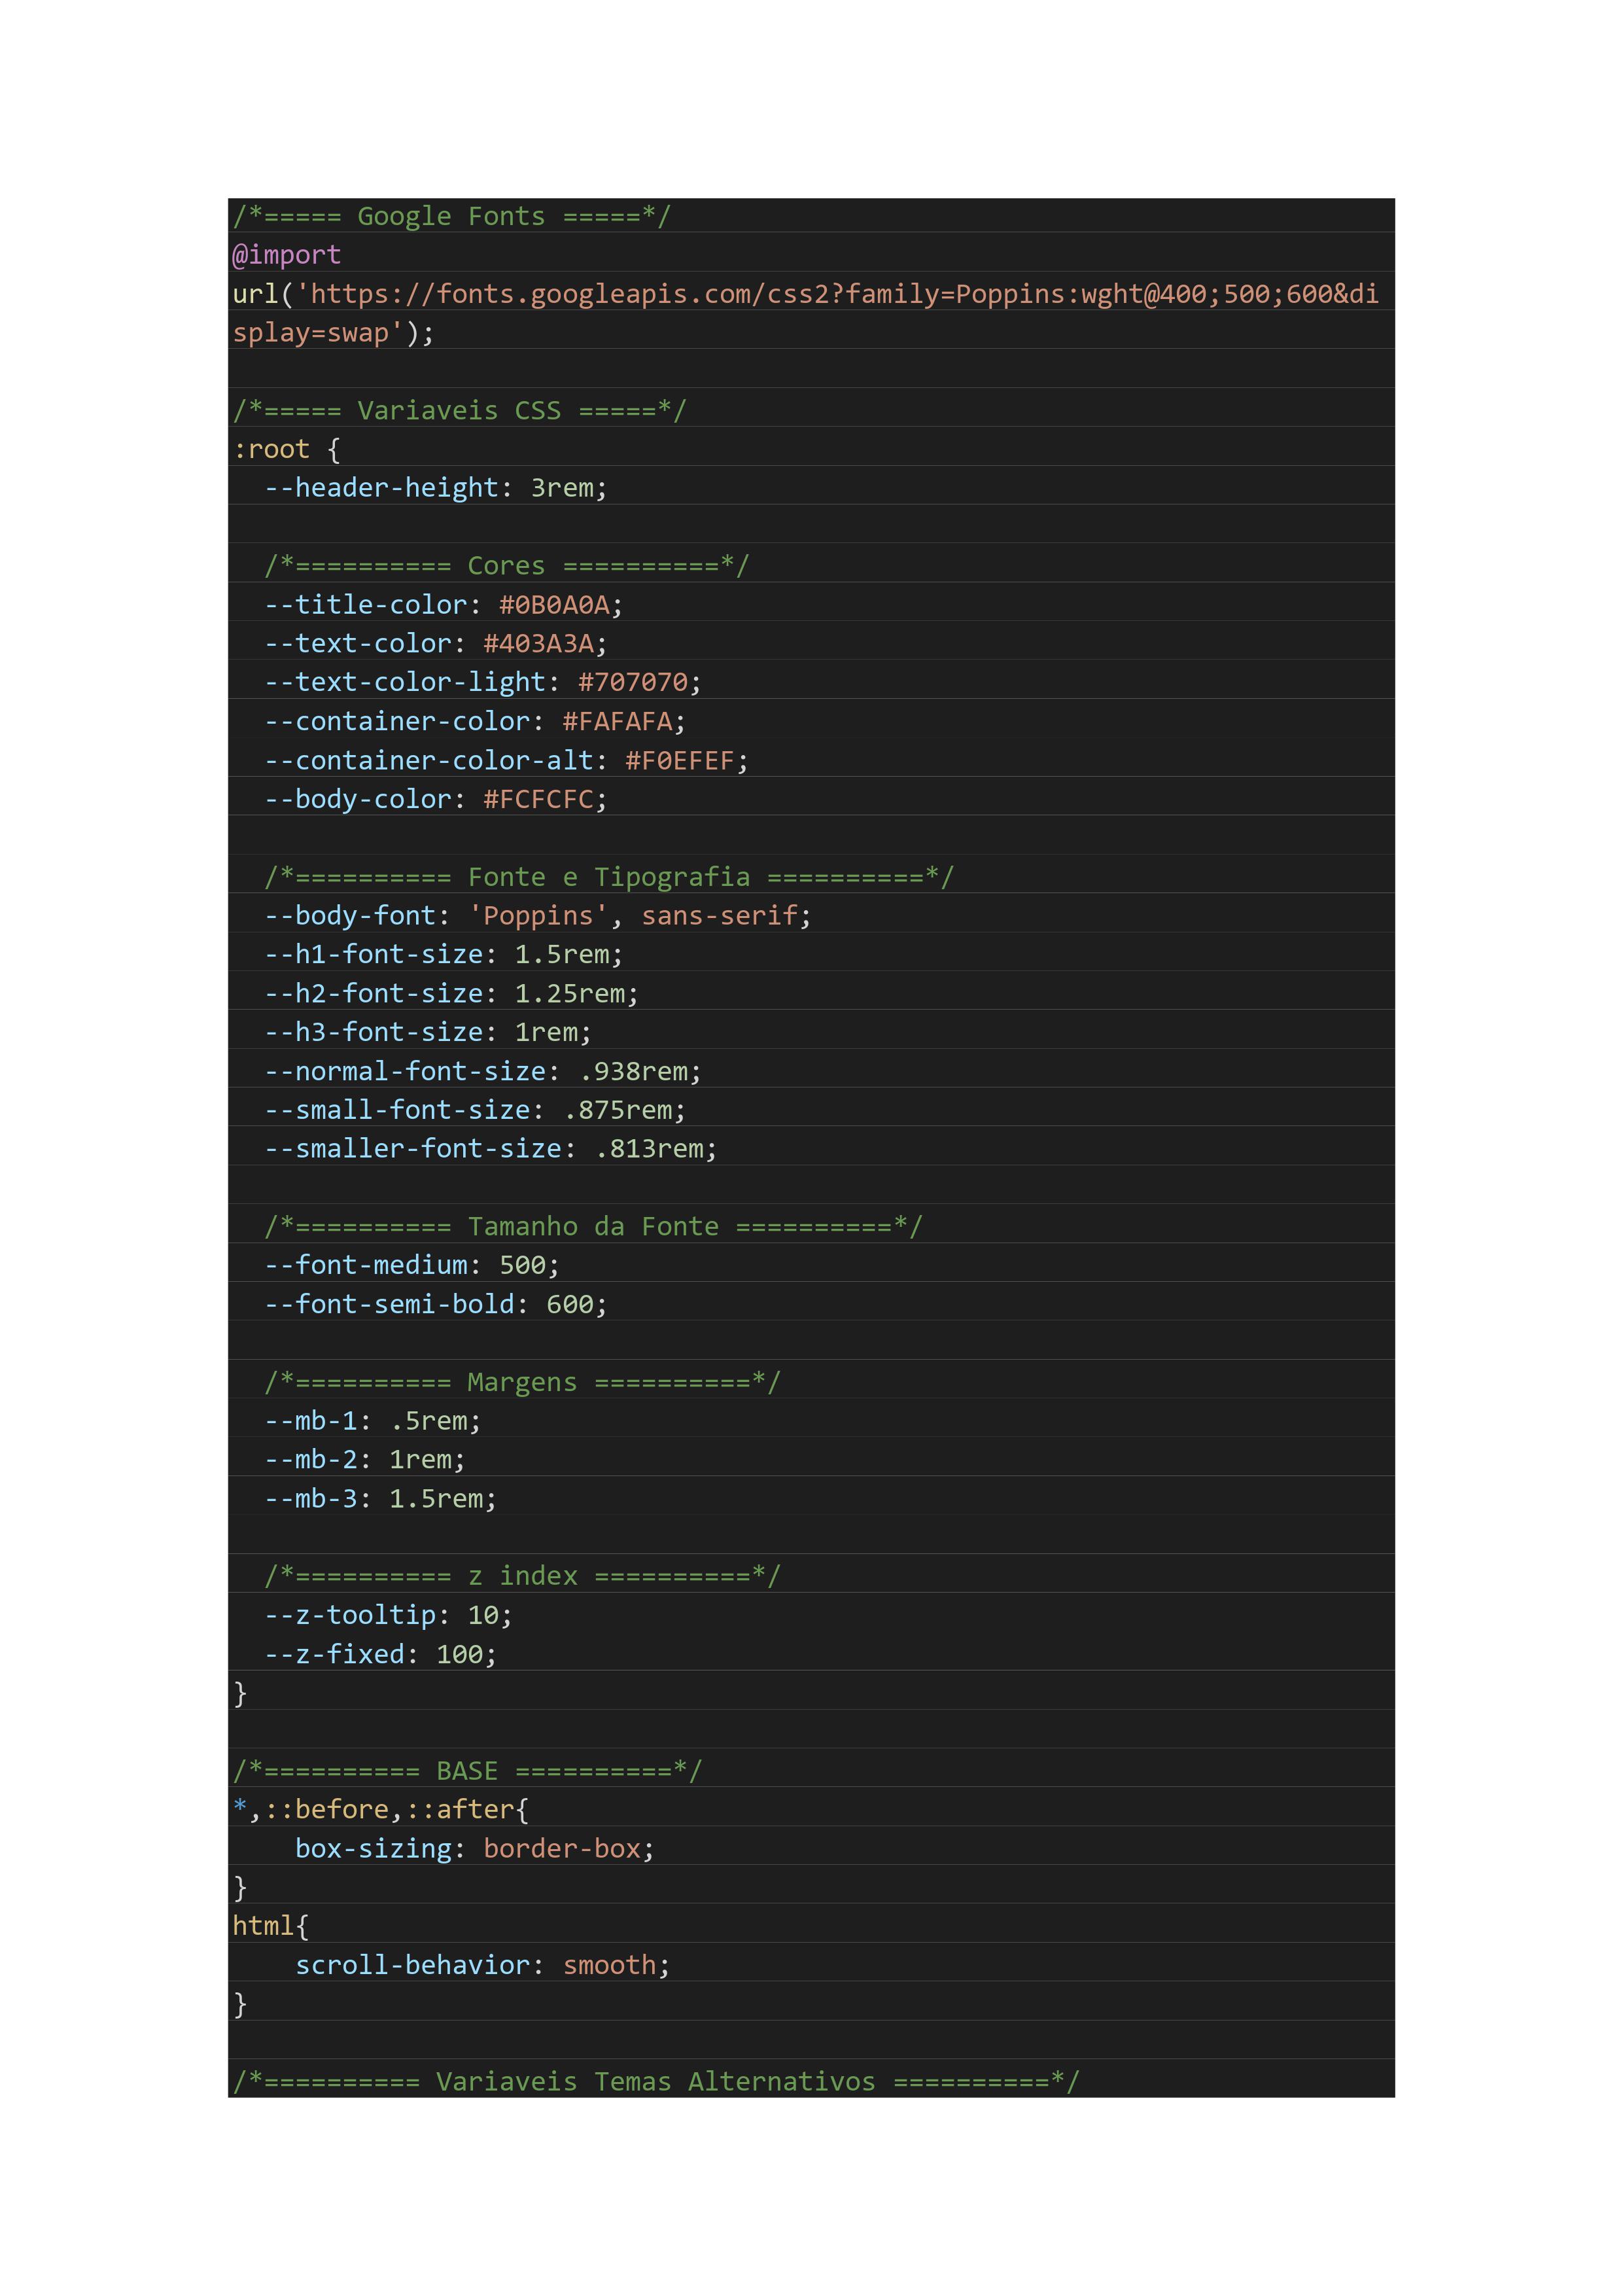 /*===== Google Fonts =====*/
@import
url('https://fonts.googleapis.com/css2?family=Poppins:wght@400;500;600&di
splay=swap');
/*===== Variaveis CSS =====*/
:root {
  --header-height: 3rem;
  /*========== Cores ==========*/
  --title-color: #0B0A0A;
  --text-color: #403A3A;
  --text-color-light: #707070;
  --container-color: #FAFAFA;
  --container-color-alt: #F0EFEF;
  --body-color: #FCFCFC;
  /*========== Fonte e Tipografia ==========*/
  --body-font: 'Poppins', sans-serif;
  --h1-font-size: 1.5rem;
  --h2-font-size: 1.25rem;
  --h3-font-size: 1rem;
  --normal-font-size: .938rem;
  --small-font-size: .875rem;
  --smaller-font-size: .813rem;
  /*========== Tamanho da Fonte ==========*/
  --font-medium: 500;
  --font-semi-bold: 600;
  /*========== Margens ==========*/
  --mb-1: .5rem;
  --mb-2: 1rem;
  --mb-3: 1.5rem;
  /*========== z index ==========*/
  --z-tooltip: 10;
  --z-fixed: 100;
}
/*========== BASE ==========*/
*,::before,::after{
    box-sizing: border-box;
}
html{
    scroll-behavior: smooth;
}
/*========== Variaveis Temas Alternativos ==========*/